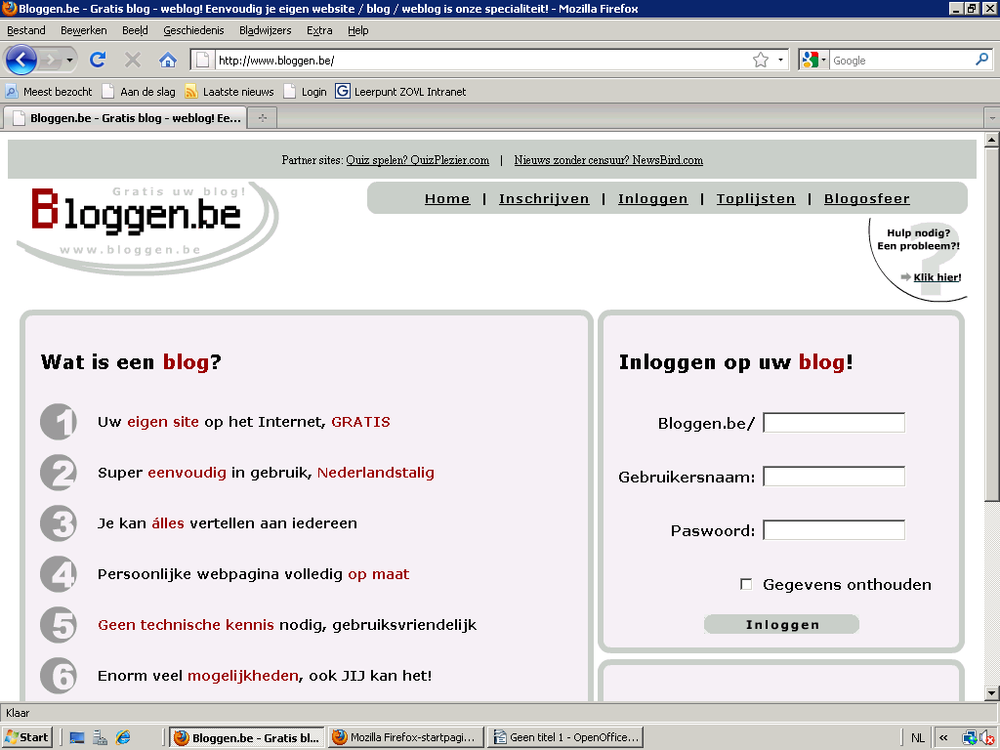 Bloggen.be - Gratis blog - weblog! Eenvoudig je eigen website / blog / weblog is onze specialiteit! - Mozilla Firefox
Bestand Bewerken Beeld Geschiedenis Bladwijzers Extra Help
http://www.bloggen.be/ Google
Meest bezocht Aan de slag Laatste nieuws Login G Leerpunt ZOVL Intranet
Bloggen.be - Gratis blog - weblog! Ee...
Partner sites: Quiz spelen? QuizPlezier.com | Nieuws zonder censuur? NewsBird.com
Gratis uw blog!
Bloggen.be
www.bloggen.be
Home | Inschrijven | Inloggen | Toplijsten | Blogosfeer
Hulp nodig?
Een probleem?!
?
Klik hier!
Wat is een blog?
1 Uw eigen site op het Internet, GRATIS
2 Super eenvoudig in gebruik, Nederlandstalig
3 Je kan álles vertellen aan iedereen
4 Persoonlijke webpagina volledig op maat
5 Geen technische kennis nodig, gebruiksvriendelijk
6 Enorm veel mogelijkheden, ook JIJ kan het!
Inloggen op uw blog!
Bloggen.be/
Gebruikersnaam:
Paswoord:
Gegevens onthouden
Inloggen
Klaar
Start Bloggen.be - Gratis bl... Mozilla Firefox-startpagi... Geen titel 1 - OpenOffice... NL «